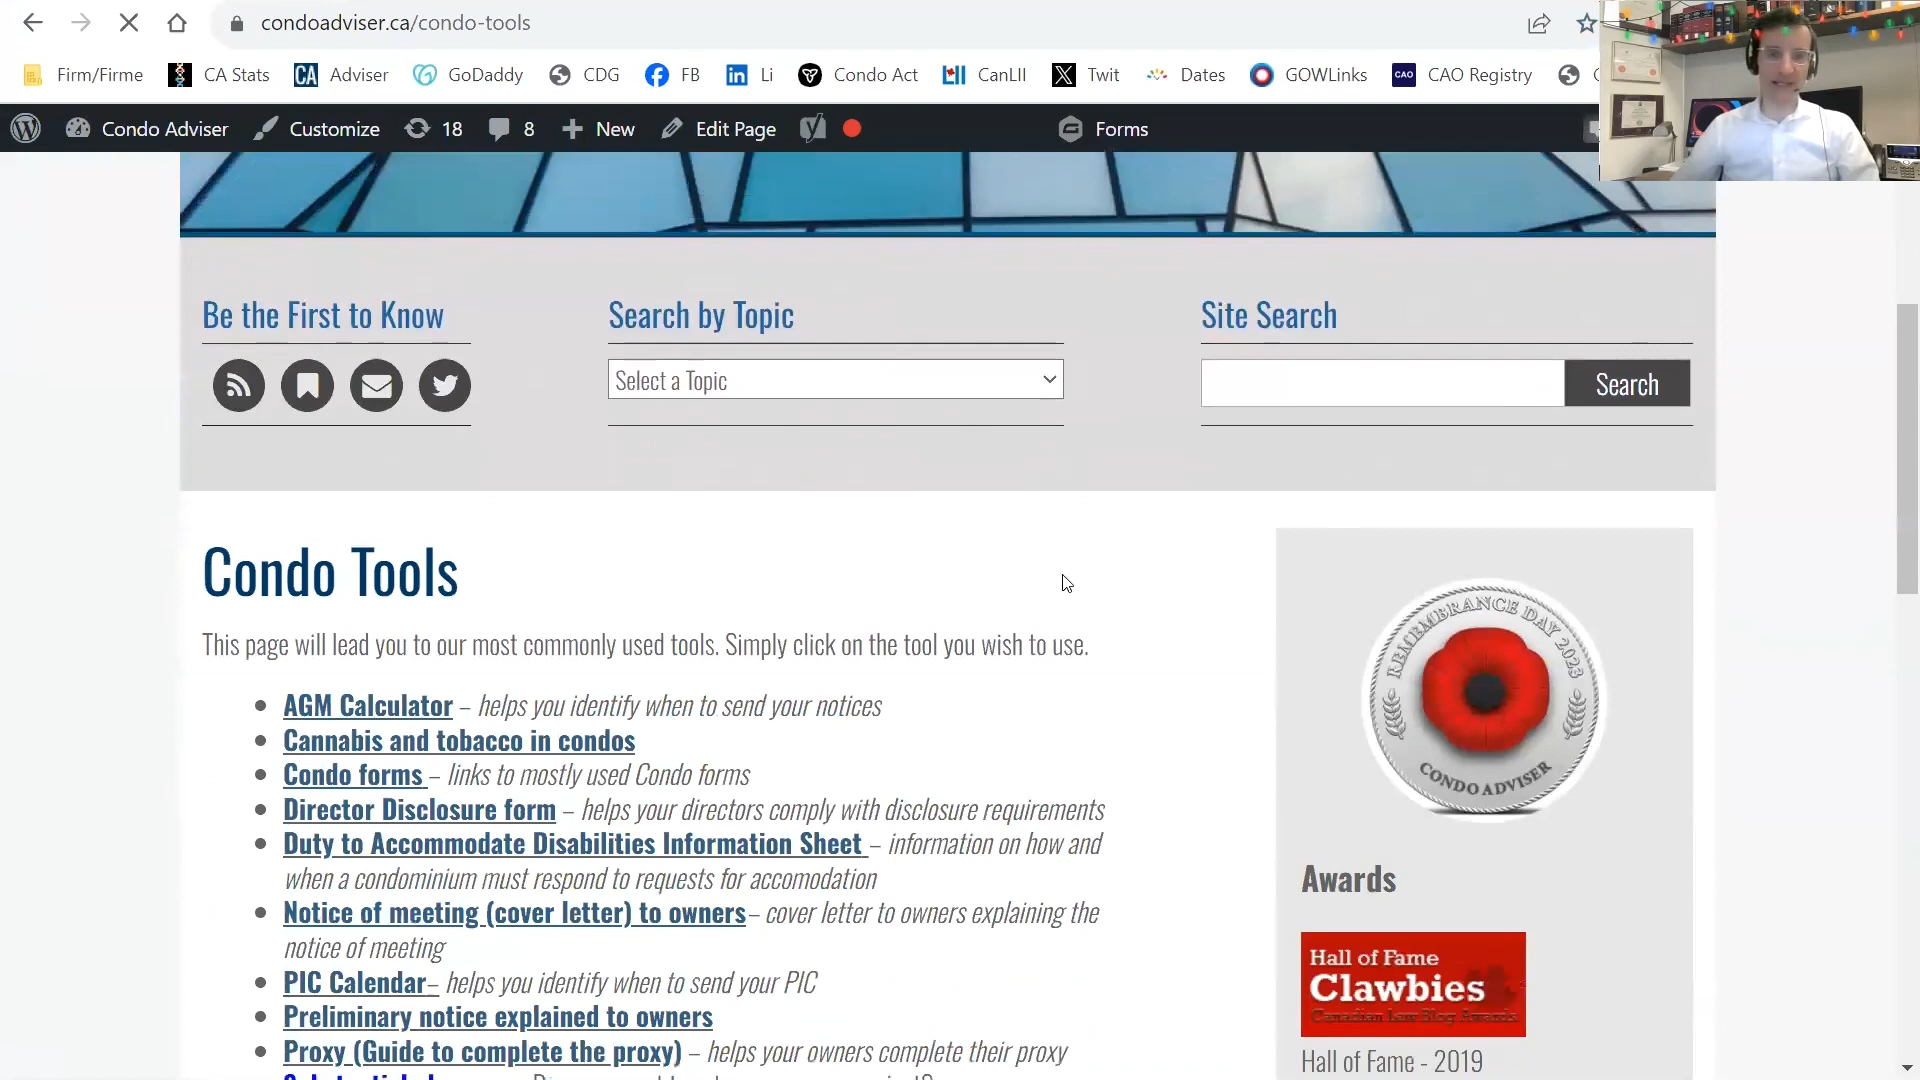 condoadviser.ca/condo-tools
Firm/Firme CA Stats CA Adviser GoDaddy CDG FB Li Condo Act CanLII Twit Dates GOWLinks CAO CAO Registry
Condo Adviser Customize 18 8 New Edit Page Forms
Be the First to Know
Search by Topic
Site Search
Select a Topic
Search
Condo Tools
This page will lead you to our most commonly used tools. Simply click on the tool you wish to use.
AGM Calculator – helps you identify when to send your notices
Cannabis and tobacco in condos
Condo forms – links to mostly used Condo forms
Director Disclosure form – helps your directors comply with disclosure requirements
Duty to Accommodate Disabilities Information Sheet – information on how and
when a condominium must respond to requests for accomodation
Notice of meeting (cover letter) to owners – cover letter to owners explaining the
notice of meeting
PIC Calendar – helps you identify when to send your PIC
Preliminary notice explained to owners
Proxy (Guide to complete the proxy) – helps your owners complete their proxy
REMEMBRANCE DAY 2023
CONDOADVISER
Awards
Hall of Fame
Clawbies
Canadian Law Blog Awards
Hall of Fame - 2019